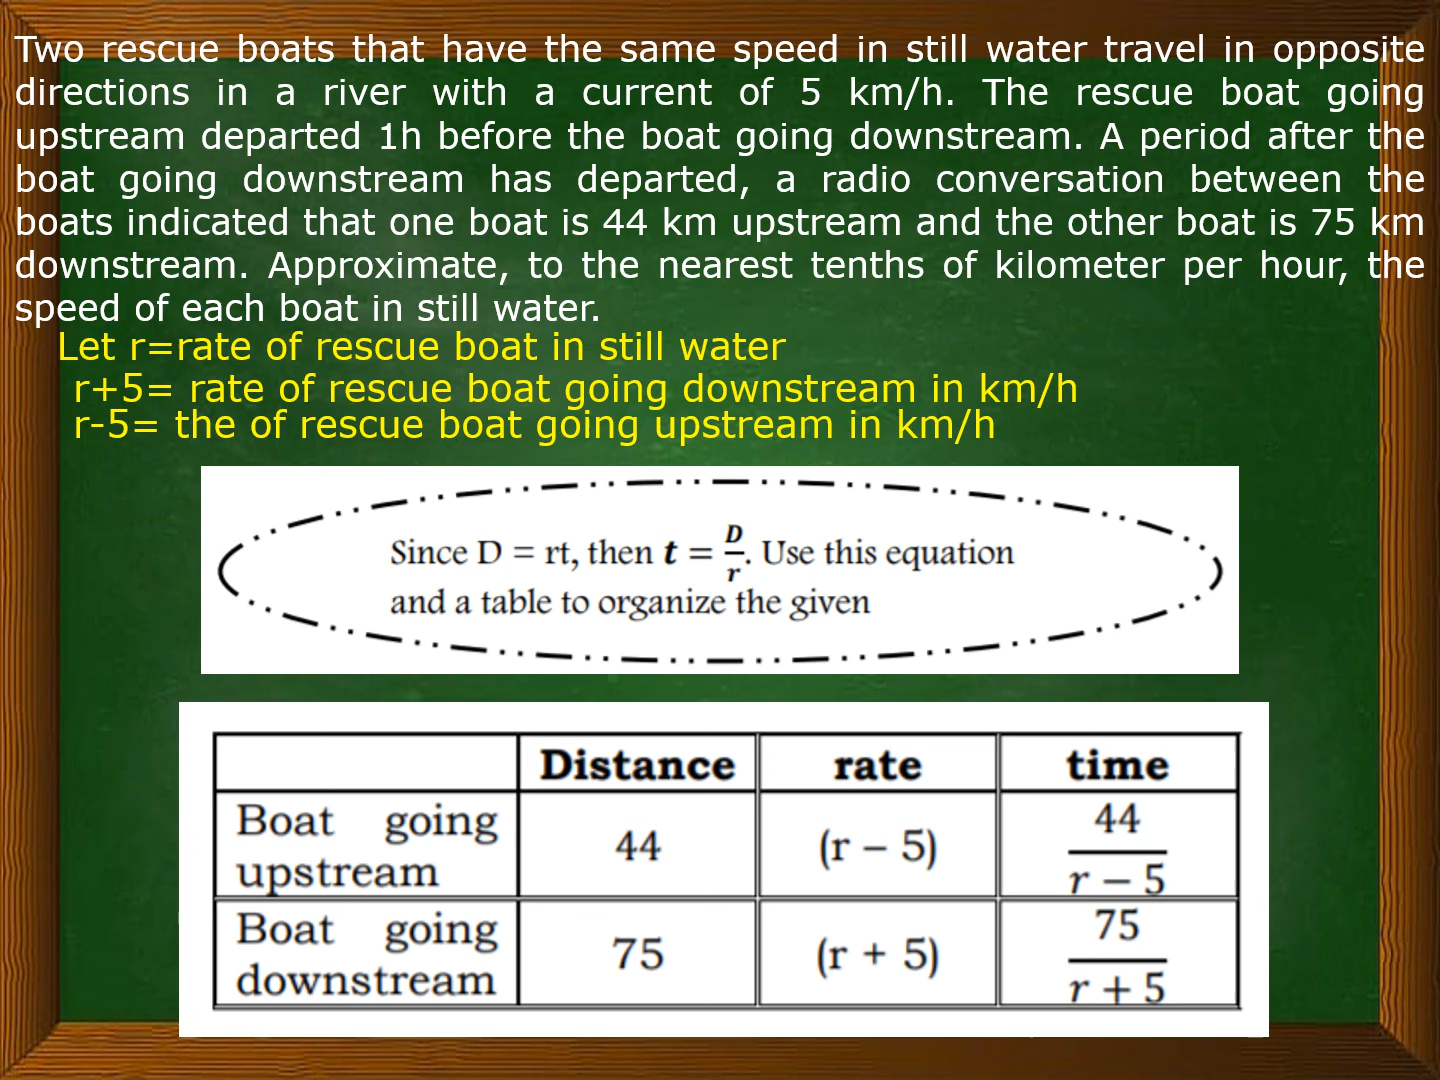 Two rescue boats that have the same speed in still water travel in opposite
directions in a river with a current of 5 km/h. The rescue boat going
upstream departed 1h before the boat going downstream. A period after the
boat going downstream has departed, a radio conversation between the
boats indicated that one boat is 44 km upstream and the other boat is 75 km
downstream. Approximate, to the nearest tenths of kilometer per hour, the
speed of each boat in still water.
Let r=rate of rescue boat in still water
r+5= rate of rescue boat going downstream in km/h
r-5= the of rescue boat going upstream in km/h
Since D = rt, then t = D/r. Use this equation
and a table to organize the given
Distance rate time
Boat going upstream 44 (r – 5) 44/(r – 5)
Boat going downstream 75 (r + 5) 75/(r + 5)